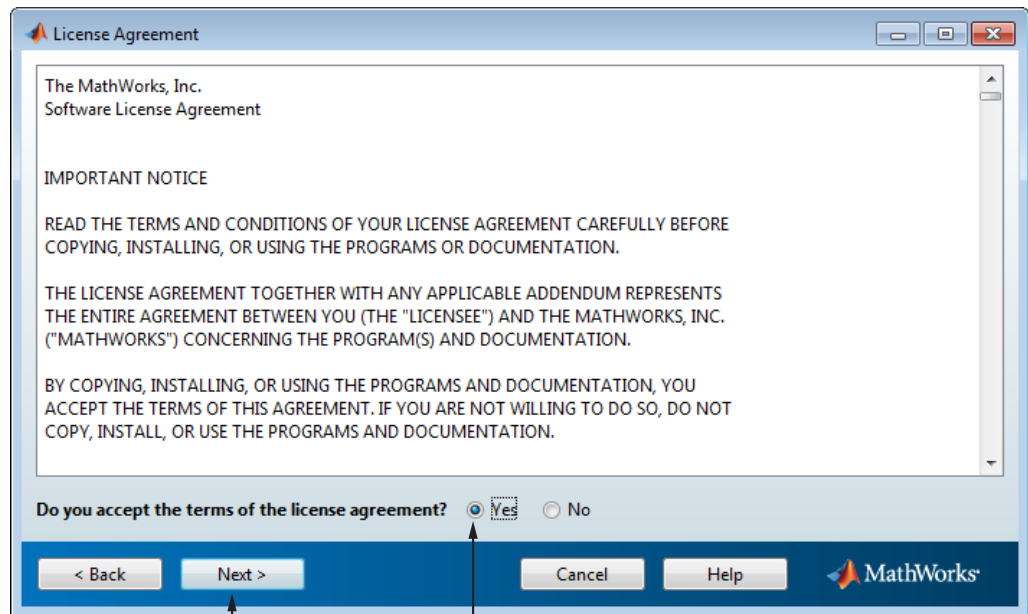 License Agreement
The MathWorks, Inc.
Software License Agreement
IMPORTANT NOTICE
READ THE TERMS AND CONDITIONS OF YOUR LICENSE AGREEMENT CAREFULLY BEFORE
COPYING, INSTALLING, OR USING THE PROGRAMS OR DOCUMENTATION.
THE LICENSE AGREEMENT TOGETHER WITH ANY APPLICABLE ADDENDUM REPRESENTS
THE ENTIRE AGREEMENT BETWEEN YOU (THE "LICENSEE") AND THE MATHWORKS, INC.
("MATHWORKS") CONCERNING THE PROGRAM(S) AND DOCUMENTATION.
BY COPYING, INSTALLING, OR USING THE PROGRAMS AND DOCUMENTATION, YOU
ACCEPT THE TERMS OF THIS AGREEMENT. IF YOU ARE NOT WILLING TO DO SO, DO NOT
COPY, INSTALL, OR USE THE PROGRAMS AND DOCUMENTATION.
Do you accept the terms of the license agreement? Yes No
< Back Next > Cancel Help MathWorks